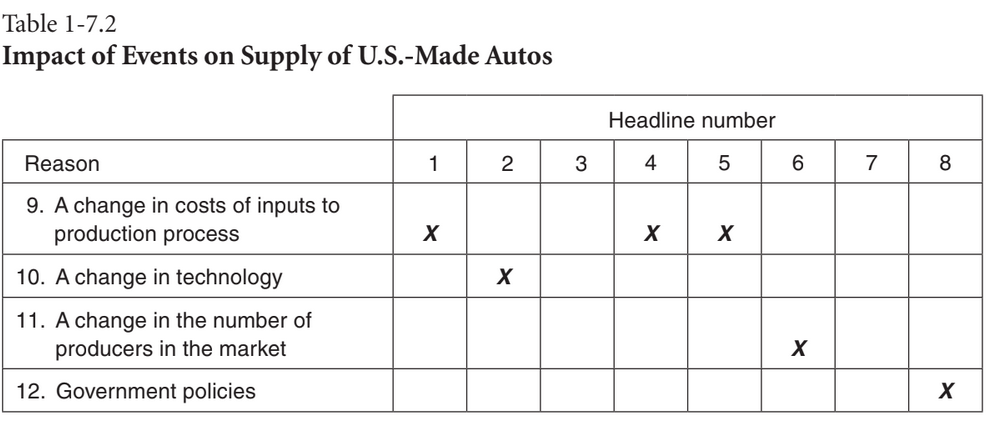 Table 1-7.2
Impact of Events on Supply of U.S.-Made Autos
Headline number
Reason 1 2 3 4 5 6 7 8
9. A change in costs of inputs to
production process X X X
10. A change in technology X
11. A change in the number of
producers in the market X
12. Government policies X